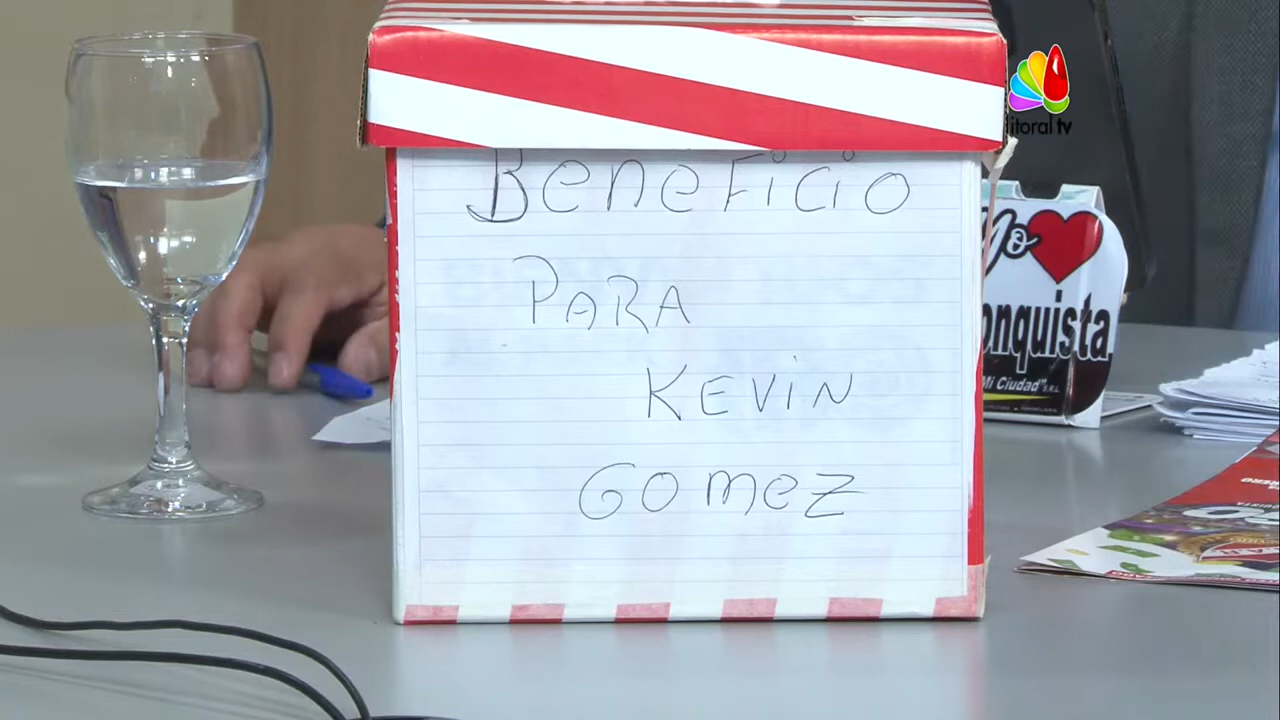 Beneficio
PARA
KEVIN
GOMEZ
litoral tv
Yo
onquista
Mi Ciudad S.R.L